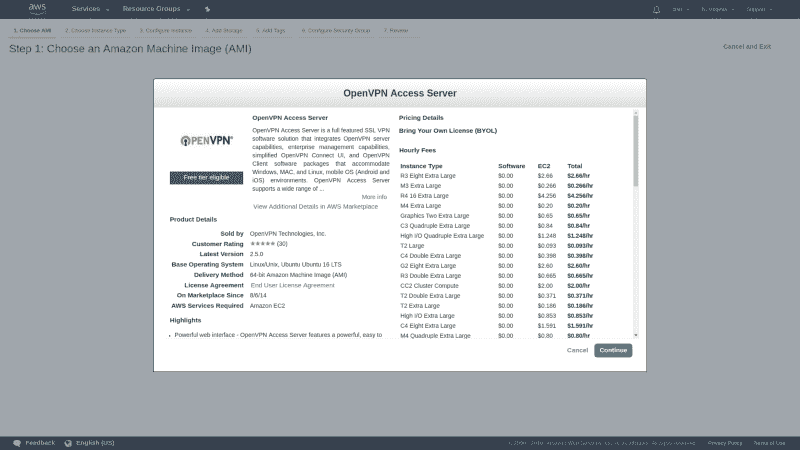 aws
Services
Resource Groups
Support
1. Choose AMI
2. Choose Instance Type
3. Configure Instance
4. Add Storage
5. Add Tags
6. Configure Security Group
7. Review
Step 1: Choose an Amazon Machine Image (AMI)
Cancel and Exit
OpenVPN Access Server
OPENVPN
Free tier eligible
OpenVPN Access Server
OpenVPN Access Server is a full featured SSL VPN
software solution that integrates OpenVPN server
capabilities, enterprise management capabilities,
simplified OpenVPN Connect UI, and OpenVPN
Client software packages that accommodate
Windows, MAC, and Linux, mobile OS (Android and
iOS) environments. OpenVPN Access Server
supports a wide range of ...
More info
View Additional Details in AWS Marketplace
Product Details
Sold by OpenVPN Technologies, Inc.
Customer Rating ★★★★★ (30)
Latest Version 2.5.0
Base Operating System Linux/Unix, Ubuntu Ubuntu 16 LTS
Delivery Method 64-bit Amazon Machine Image (AMI)
License Agreement End User License Agreement
On Marketplace Since 8/6/14
AWS Services Required Amazon EC2
Highlights
Powerful web interface - OpenVPN Access Server features a powerful, easy to
Pricing Details
Bring Your Own License (BYOL)
Hourly Fees
Instance Type Software EC2 Total
R3 Eight Extra Large $0.00 $2.66 $2.66/hr
M3 Extra Large $0.00 $0.266 $0.266/hr
R4 16 Extra Large $0.00 $4.256 $4.256/hr
M4 Extra Large $0.00 $0.20 $0.20/hr
Graphics Two Extra Large $0.00 $0.65 $0.65/hr
C3 Quadruple Extra Large $0.00 $0.84 $0.84/hr
High I/O Quadruple Extra Large $0.00 $1.248 $1.248/hr
T2 Large $0.00 $0.093 $0.093/hr
C4 Double Extra Large $0.00 $0.398 $0.398/hr
G2 Eight Extra Large $0.00 $2.60 $2.60/hr
R3 Double Extra Large $0.00 $0.665 $0.665/hr
CC2 Cluster Compute $0.00 $2.00 $2.00/hr
T2 Double Extra Large $0.00 $0.371 $0.371/hr
T2 Extra Large $0.00 $0.186 $0.186/hr
High I/O Extra Large $0.00 $0.853 $0.853/hr
C4 Eight Extra Large $0.00 $1.591 $1.591/hr
M4 Quadruple Extra Large $0.00 $0.80 $0.80/hr
Cancel
Continue
Feedback
English (US)
Privacy Policy
Terms of Use